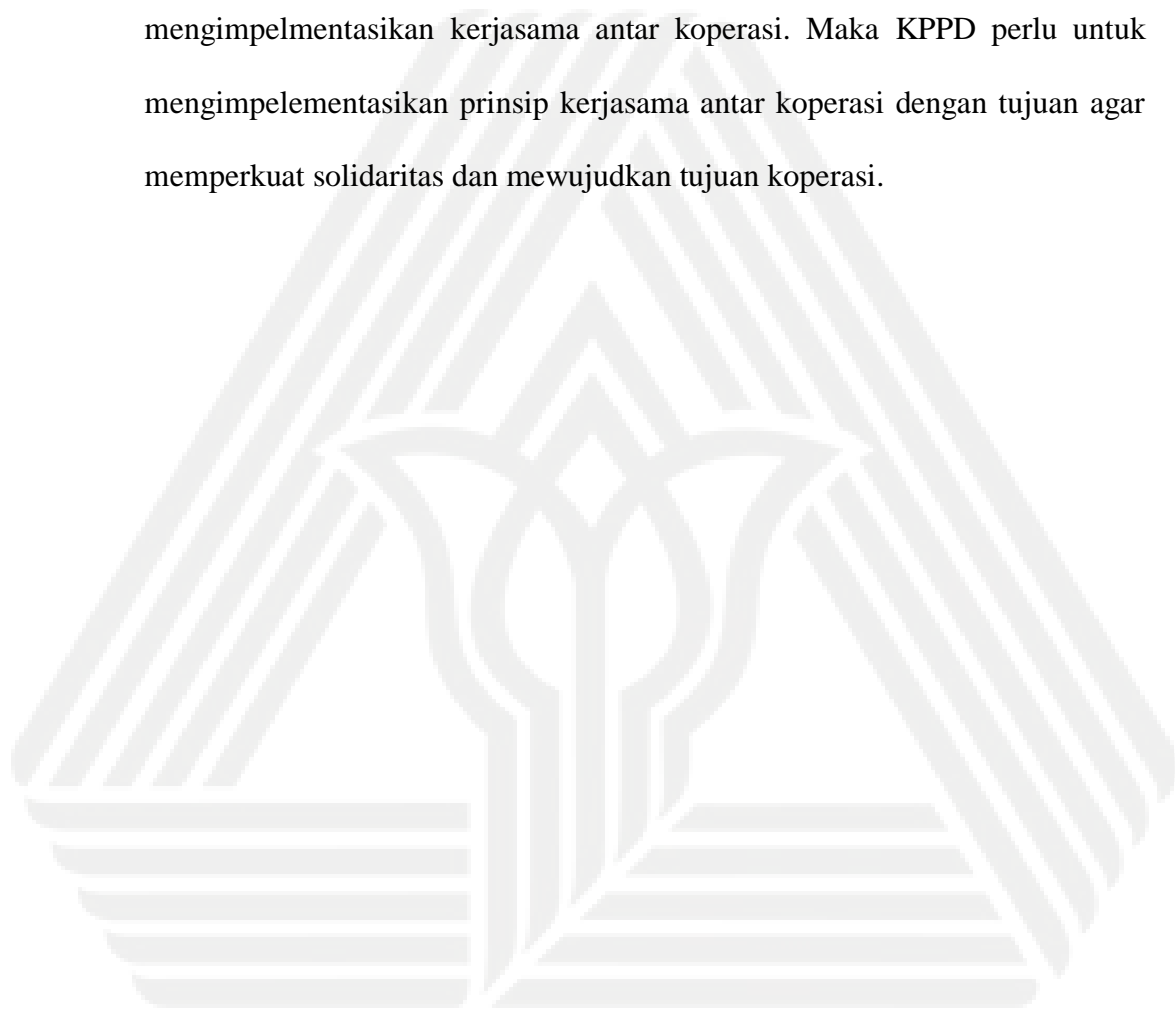 mengimpelmentasikan kerjasama antar koperasi. Maka KPPD perlu untuk
mengimpelementasikan prinsip kerjasama antar koperasi dengan tujuan agar
memperkuat solidaritas dan mewujudkan tujuan koperasi.